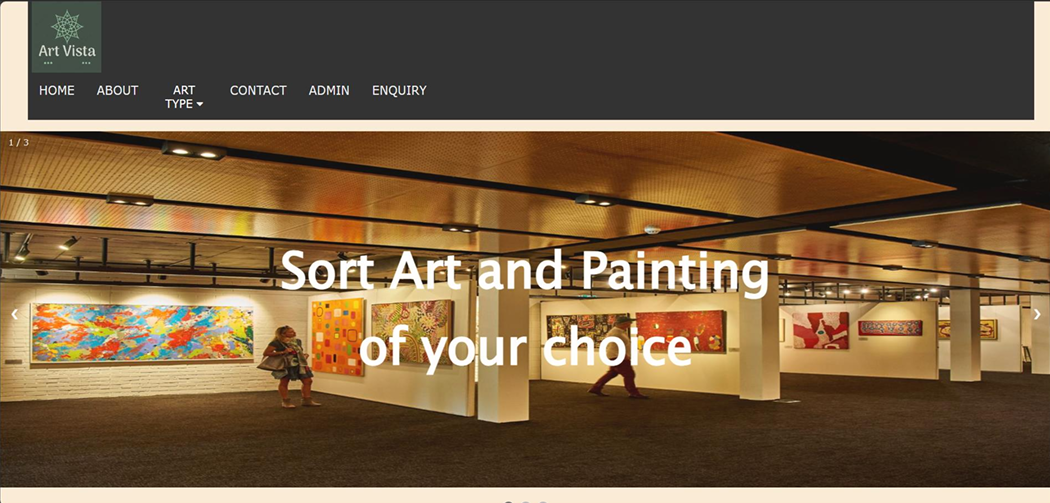 Art Vista
HOME ABOUT ART TYPE CONTACT ADMIN ENQUIRY
1 / 3
Sort Art and Painting
of your choice